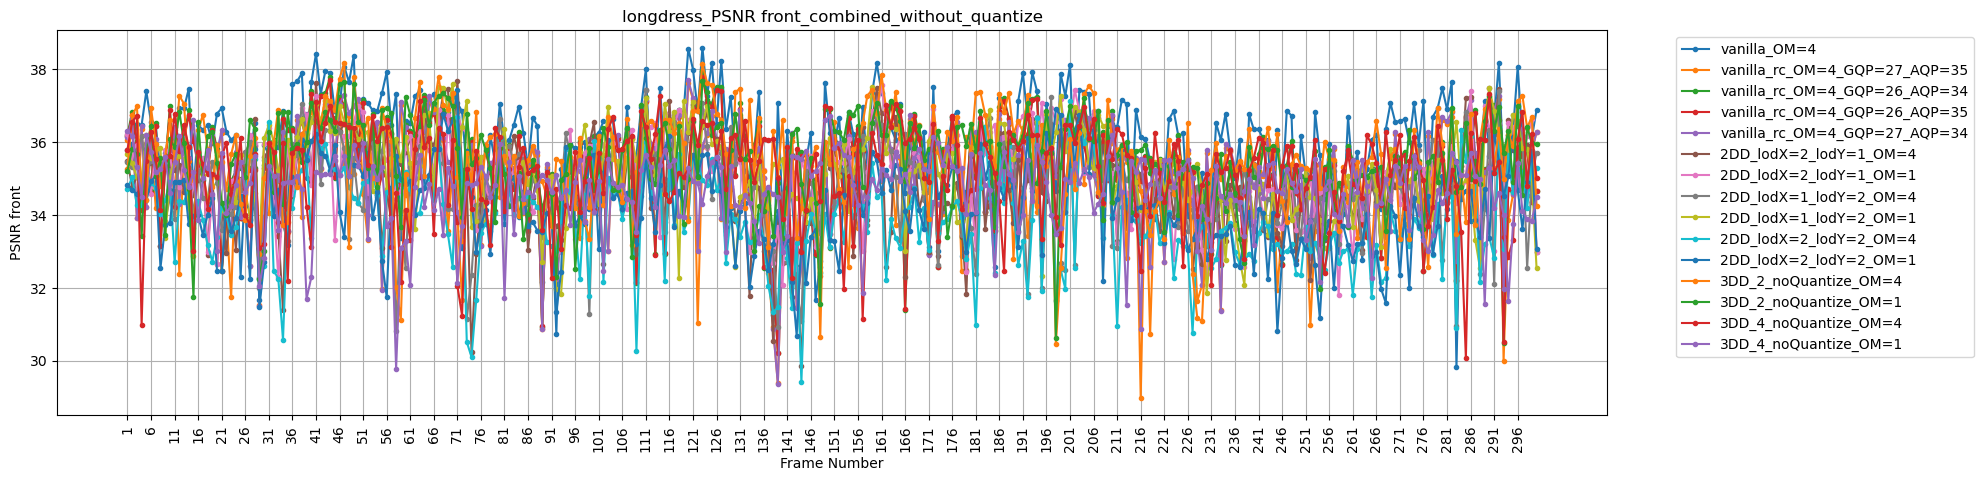 longdress_PSNR front_combined_without_quantize
PSNR front
38
36
34
32
30
1 6 11 16 21 26 31 36 41 46 51 56 61 66 71 76 81 86 91 96 101 106 111 116 121 126 131 136 141 146 151 156 161 166 171 176 181 186 191 196 201 206 211 216 221 226 231 236 241 246 251 256 261 266 271 276 281 286 291 296
Frame Number
vanilla_OM=4
vanilla_rc_OM=4_GQP=27_AQP=35
vanilla_rc_OM=4_GQP=26_AQP=34
vanilla_rc_OM=4_GQP=26_AQP=35
vanilla_rc_OM=4_GQP=27_AQP=34
2DD_lodX=2_lodY=1_OM=4
2DD_lodX=2_lodY=1_OM=1
2DD_lodX=1_lodY=2_OM=4
2DD_lodX=1_lodY=2_OM=1
2DD_lodX=2_lodY=2_OM=4
2DD_lodX=2_lodY=2_OM=1
3DD_2_noQuantize_OM=4
3DD_2_noQuantize_OM=1
3DD_4_noQuantize_OM=4
3DD_4_noQuantize_OM=1